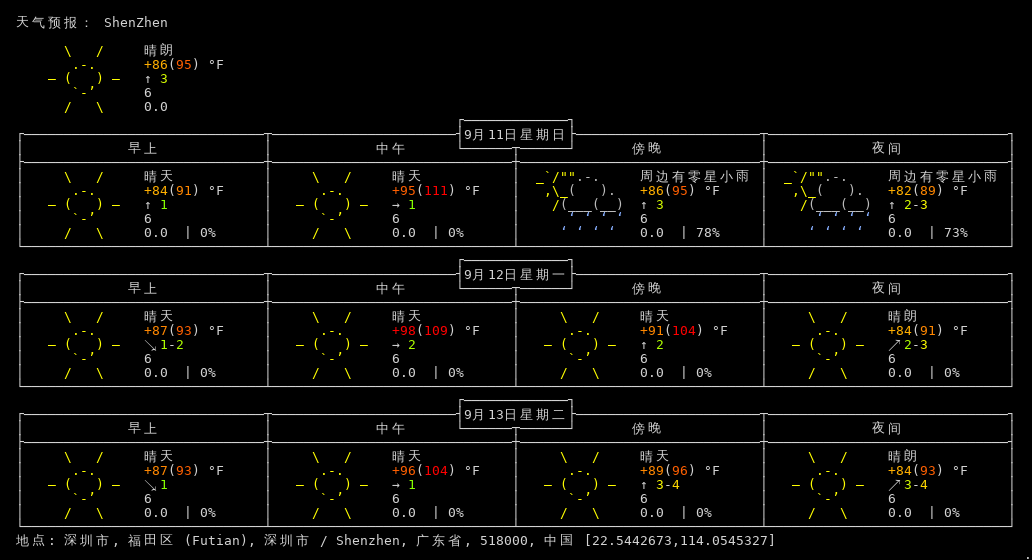 天气预报： ShenZhen
晴朗
+86(95) °F
↑ 3
6
0.0
9月11日星期日
早上 中午 傍晚 夜间
晴天 晴天 周边有零星小雨 周边有零星小雨
+84(91) °F +95(111) °F +86(95) °F +82(89) °F
↑ 1 → 1 ↑ 3 ↑ 2-3
6 6 6 6
0.0 | 0% 0.0 | 0% 0.0 | 78% 0.0 | 73%
9月12日星期一
早上 中午 傍晚 夜间
晴天 晴天 晴天 晴朗
+87(93) °F +98(109) °F +91(104) °F +84(91) °F
↘ 1-2 → 2 ↑ 2 ↗ 2-3
6 6 6 6
0.0 | 0% 0.0 | 0% 0.0 | 0% 0.0 | 0%
9月13日星期二
早上 中午 傍晚 夜间
晴天 晴天 晴天 晴朗
+87(93) °F +96(104) °F +89(96) °F +84(93) °F
↘ 1 → 1 ↑ 3-4 ↗ 3-4
6 6 6 6
0.0 | 0% 0.0 | 0% 0.0 | 0% 0.0 | 0%
地点: 深圳市, 福田区 (Futian), 深圳市 / Shenzhen, 广东省, 518000, 中国 [22.5442673,114.0545327]